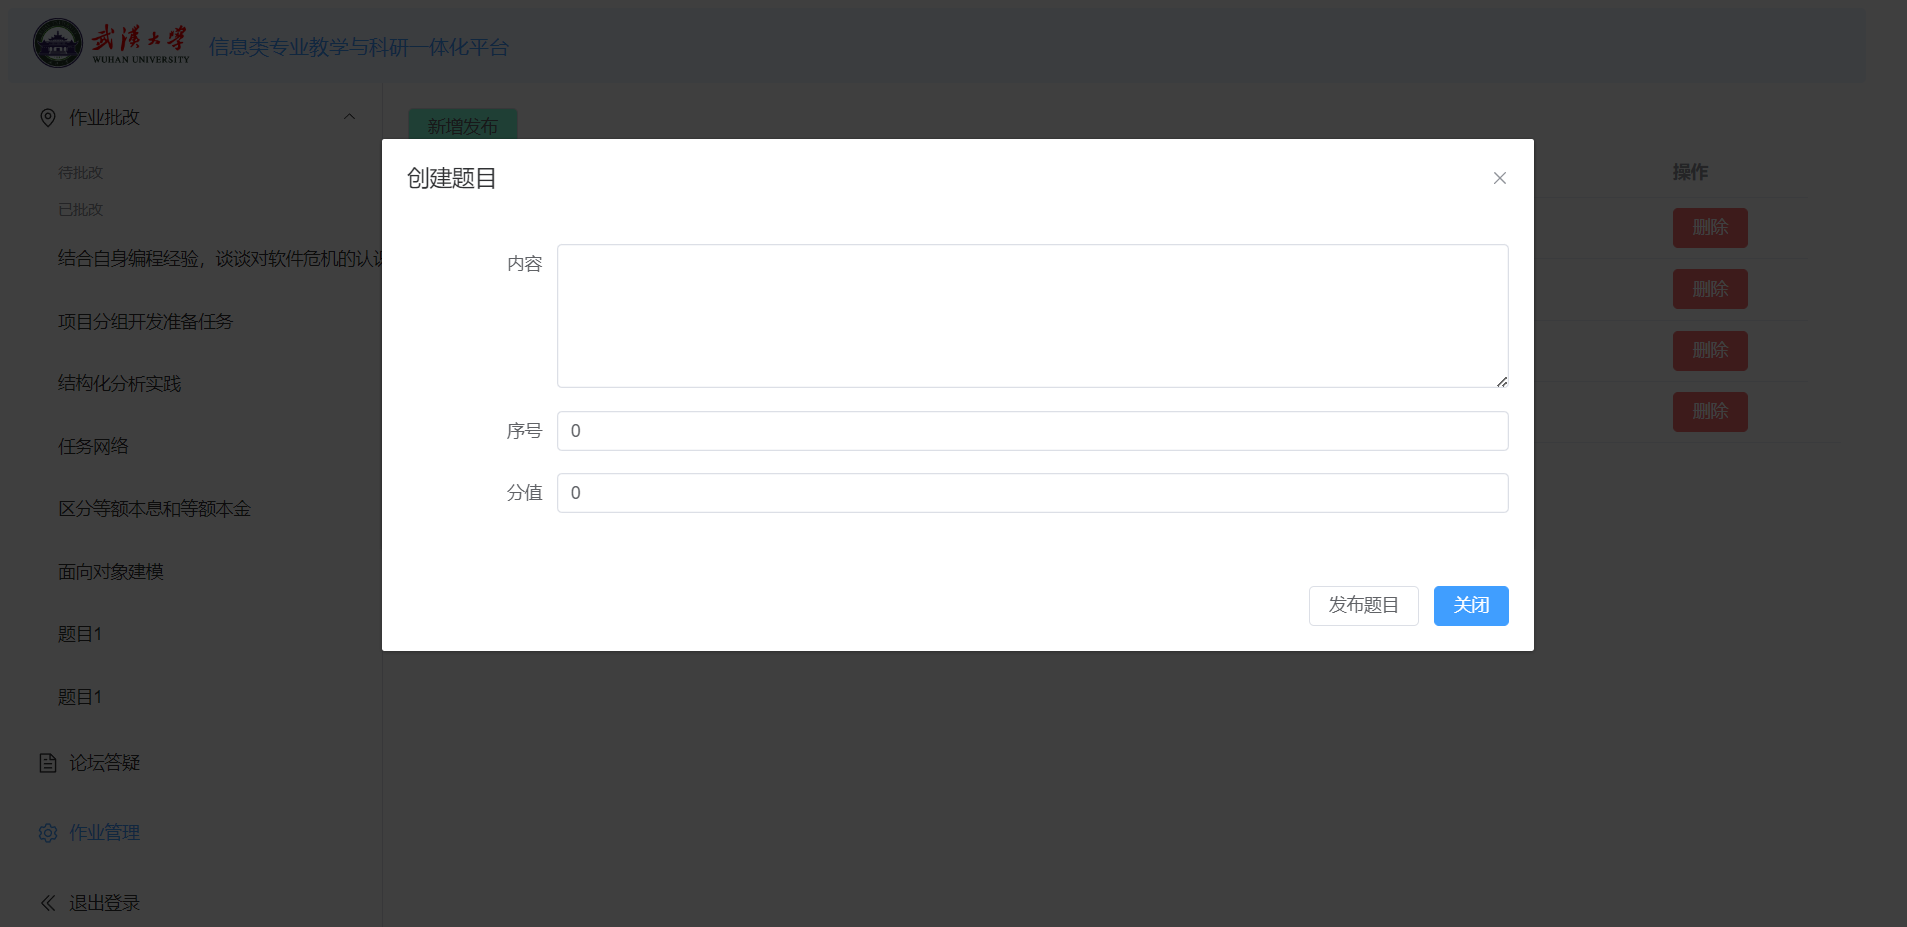 武汉大学
WUHAN UNIVERSITY
信息类专业教学与科研一体化平台
作业批改
待批改
已批改
结合自身编程经验，谈谈对软件危机的认
项目分组开发准备任务
结构化分析实践
任务网络
区分等额本息和等额本金
面向对象建模
题目1
题目1
论坛答疑
作业管理
退出登录
新增发布
操作
删除
删除
删除
删除
创建题目
内容
序号
0
分值
0
发布题目
关闭